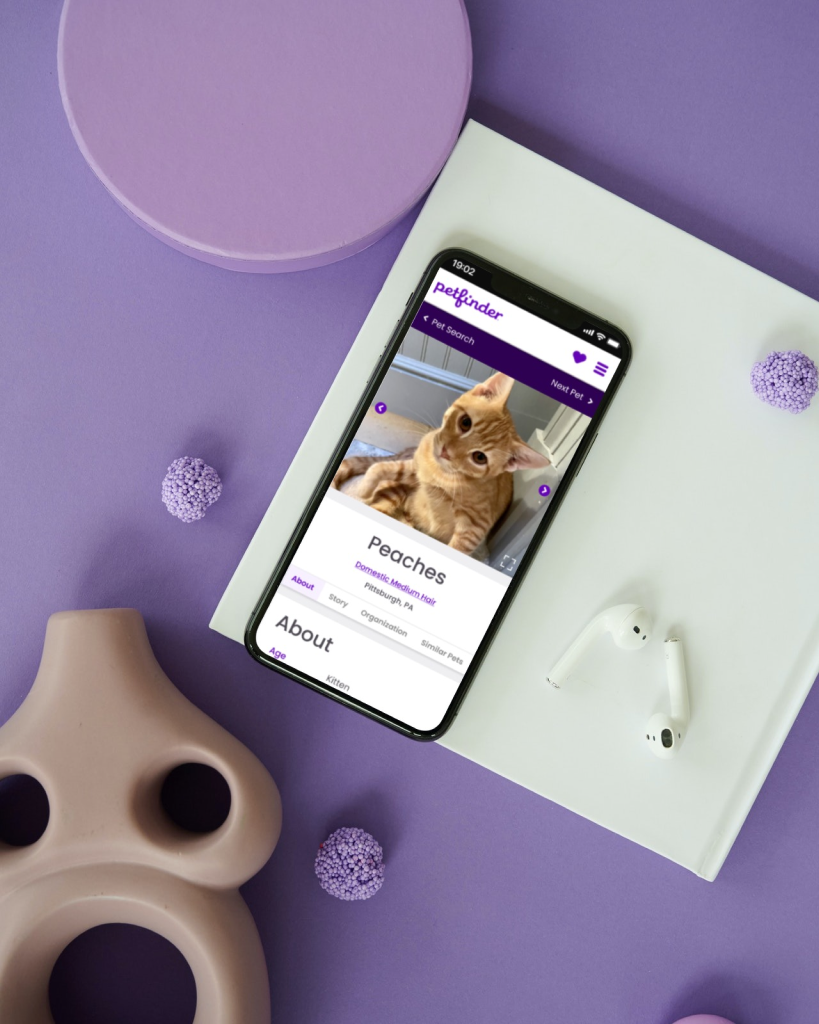 19:02
petfinder
Pet Search
Next Pet
Peaches
Domestic Medium Hair
Pittsburgh, PA
About Story Organization Similar Pets
About
Age
Kitten